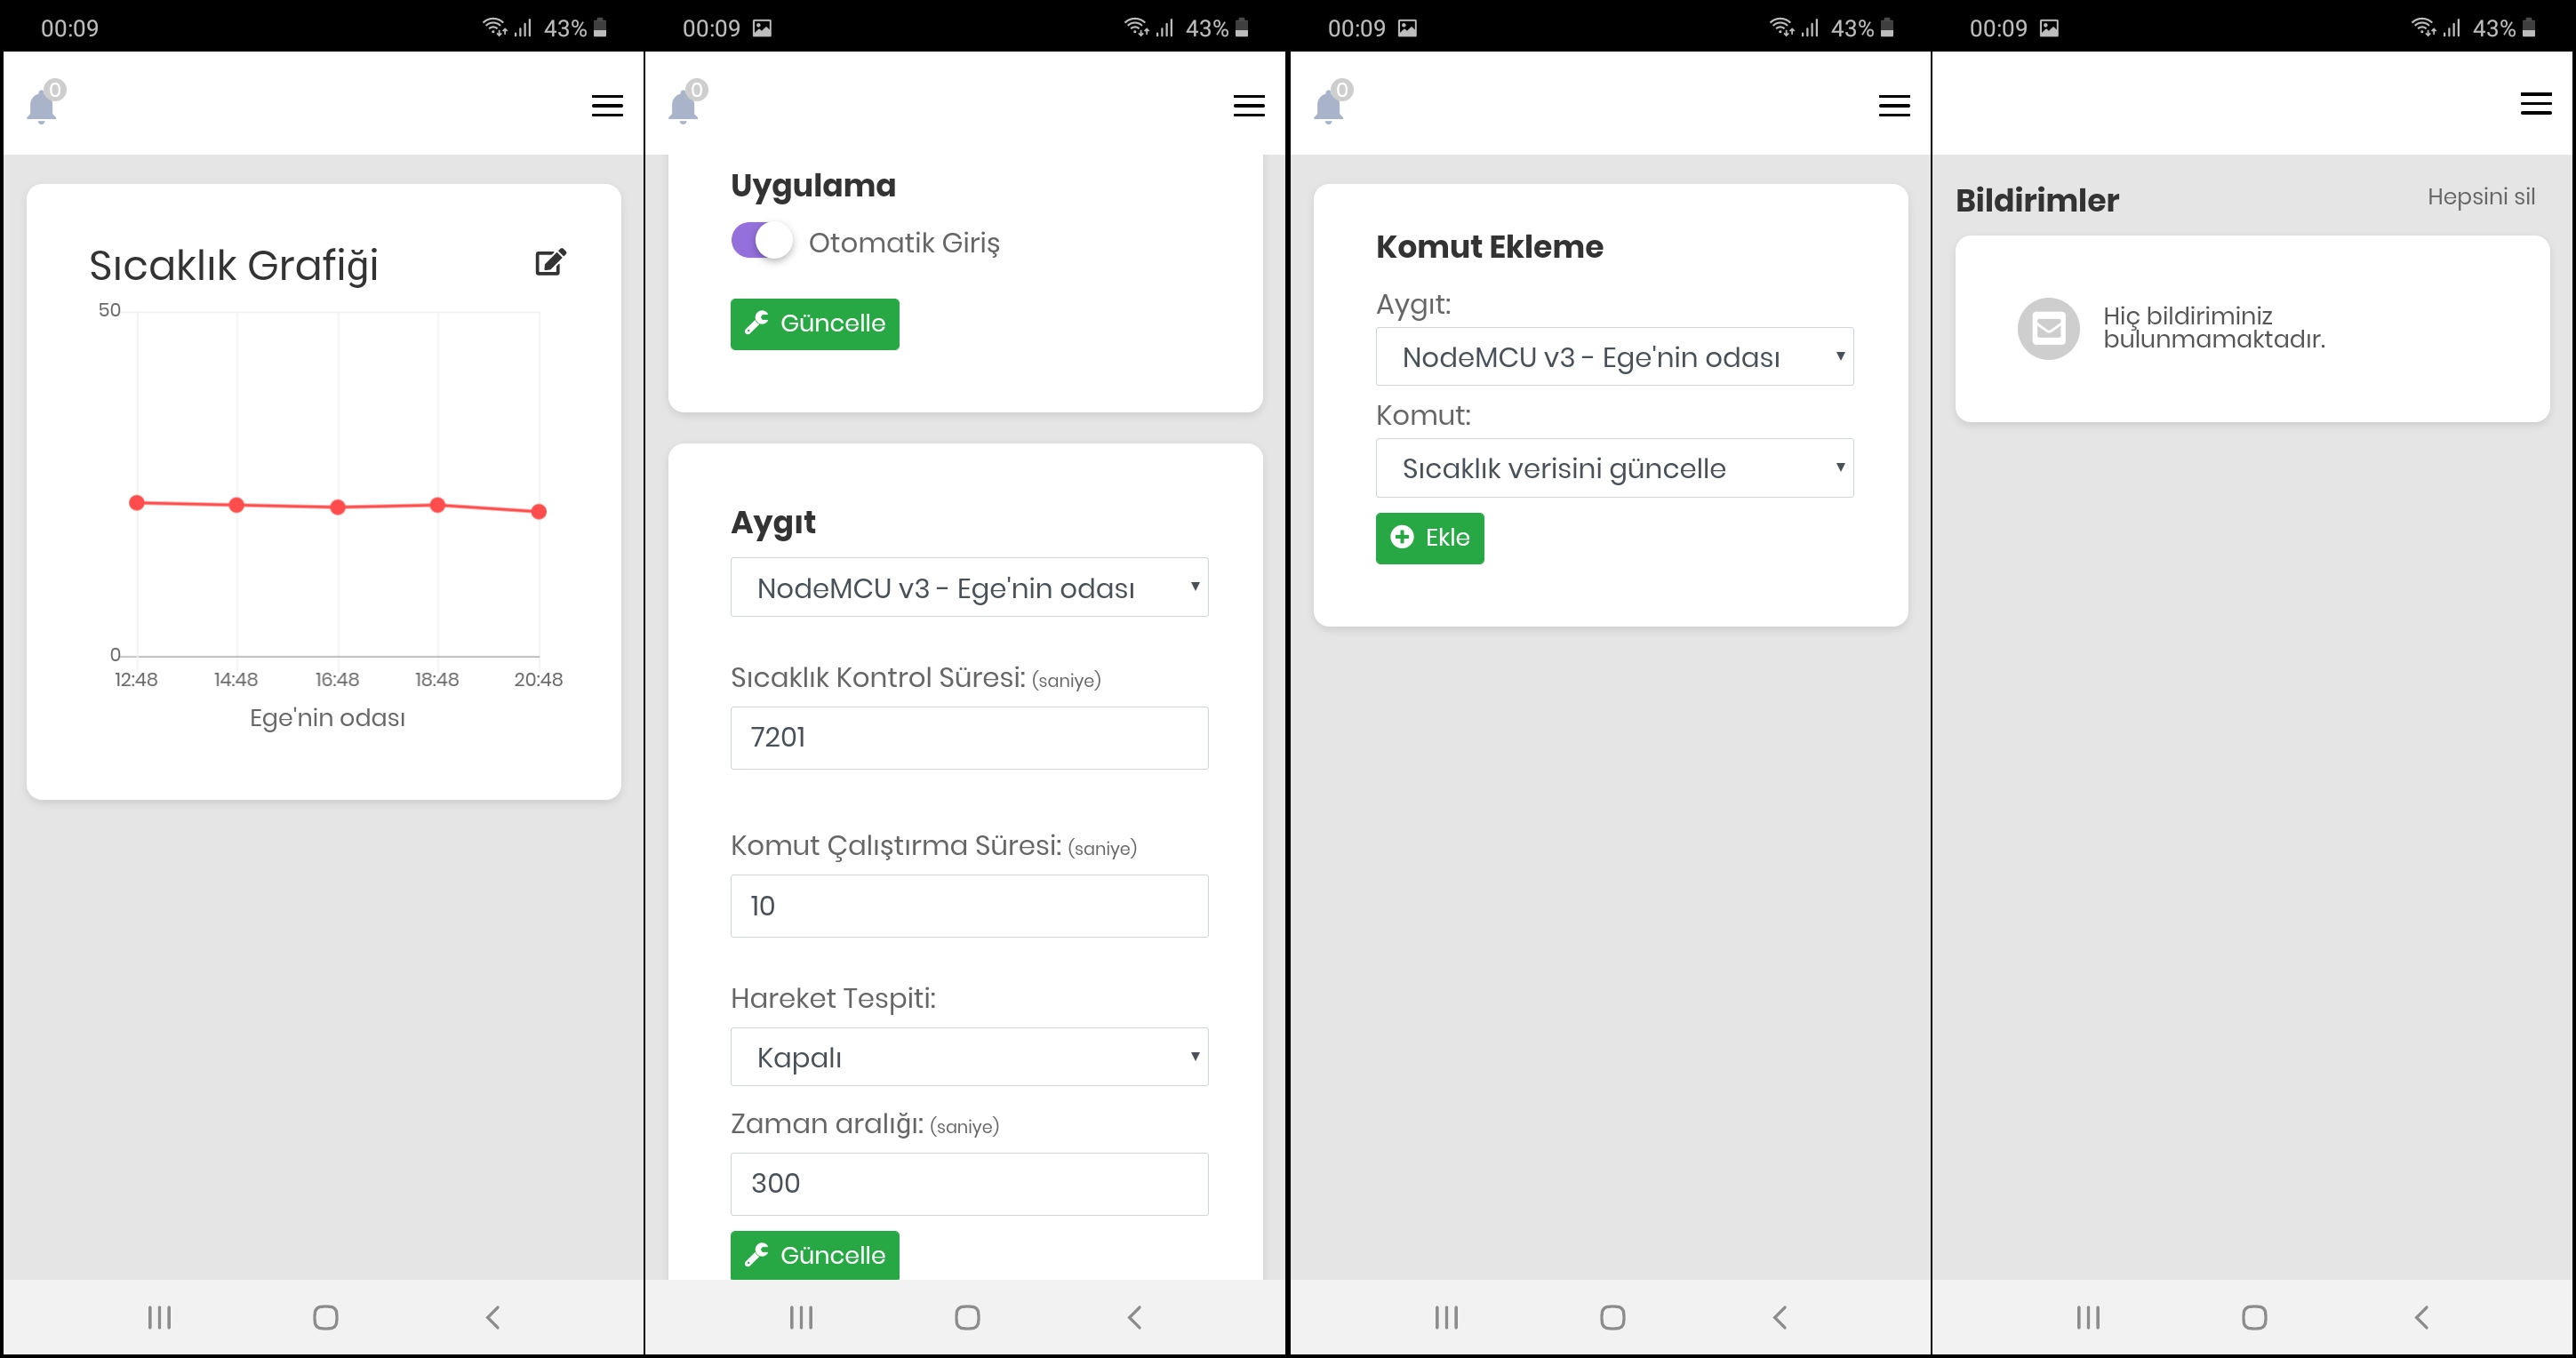 00:09
43%
0
Sıcaklık Grafiği
50
0
12:48 14:48 16:48 18:48 20:48
Ege'nin odası
00:09
43%
0
Uygulama
Otomatik Giriş
Güncelle
Aygıt
NodeMCU v3 - Ege'nin odası
Sıcaklık Kontrol Süresi: (saniye)
7201
Komut Çalıştırma Süresi: (saniye)
10
Hareket Tespiti:
Kapalı
Zaman aralığı: (saniye)
300
Güncelle
00:09
43%
0
Komut Ekleme
Aygıt:
NodeMCU v3 - Ege'nin odası
Komut:
Sıcaklık verisini güncelle
Ekle
00:09
43%
Bildirimler
Hepsini sil
Hiç bildiriminiz
bulunmamaktadır.